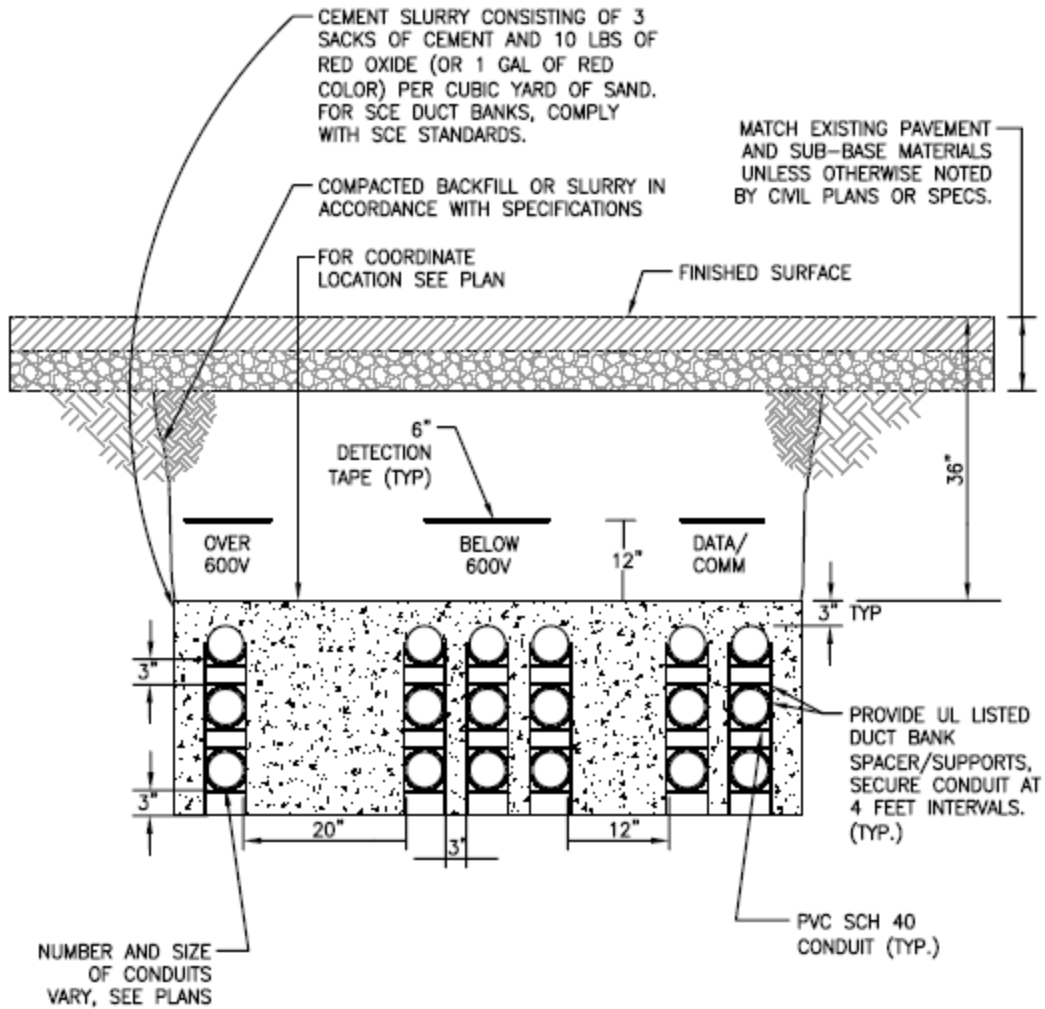 CEMENT SLURRY CONSISTING OF 3
SACKS OF CEMENT AND 10 LBS OF
RED OXIDE (OR 1 GAL OF RED
COLOR) PER CUBIC YARD OF SAND.
FOR SCE DUCT BANKS, COMPLY
WITH SCE STANDARDS.
MATCH EXISTING PAVEMENT
AND SUB-BASE MATERIALS
UNLESS OTHERWISE NOTED
BY CIVIL PLANS OR SPECS.
COMPACTED BACKFILL OR SLURRY IN
ACCORDANCE WITH SPECIFICATIONS
FOR COORDINATE
LOCATION SEE PLAN
FINISHED SURFACE
6"
DETECTION
TAPE (TYP)
36"
OVER
600V
BELOW
600V
12"
DATA/
COMM
3" TYP
3"
3"
20"
3"
12"
PROVIDE UL LISTED
DUCT BANK
SPACER/SUPPORTS,
SECURE CONDUIT AT
4 FEET INTERVALS.
(TYP.)
PVC SCH 40
CONDUIT (TYP.)
NUMBER AND SIZE
OF CONDUITS
VARY, SEE PLANS